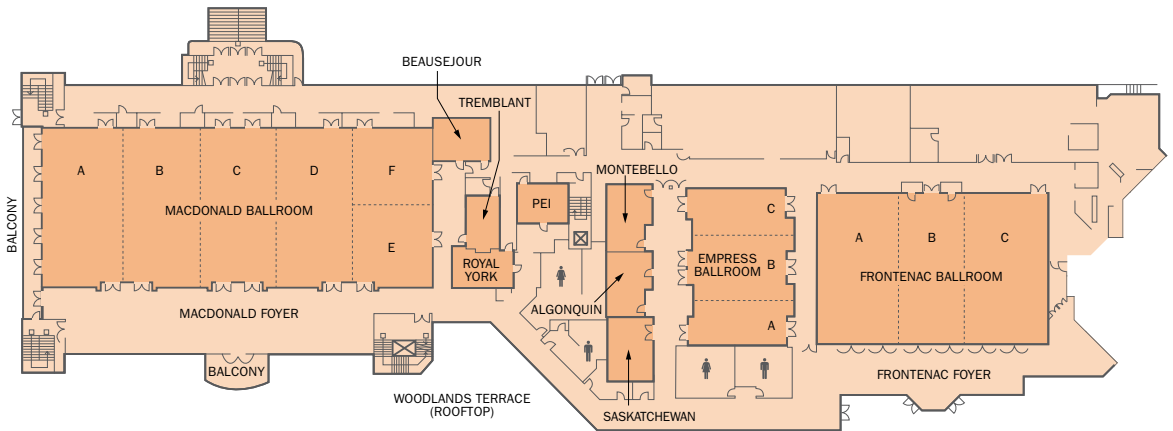 BEAUSEJOUR
TREMBLANT
MONTEBELLO
A
B
C
D
F
MACDONALD BALLROOM
E
PEI
ROYAL
YORK
BALCONY
C
EMPRESS
BALLROOM
B
A
A
B
C
FRONTENAC BALLROOM
ALGONQUIN
MACDONALD FOYER
BALCONY
WOODLANDS TERRACE
(ROOFTOP)
SASKATCHEWAN
FRONTENAC FOYER